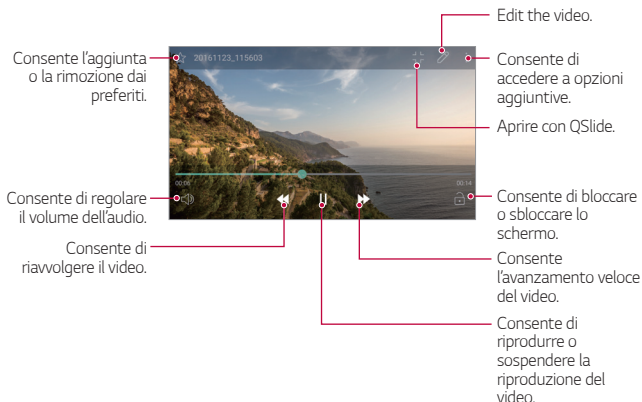 Edit the video.
Consente l'aggiunta
o la rimozione dai
preferiti.
20161123_115603
Consente di
accedere a opzioni
aggiuntive.
Aprire con QSlide.
00:06
00:14
Consente di regolare
il volume dell'audio.
Consente di bloccare
o sbloccare lo
schermo.
Consente di
riavvolgere il video.
Consente
l'avanzamento veloce
del video.
Consente di
riprodurre o
sospendere la
riproduzione del
video.